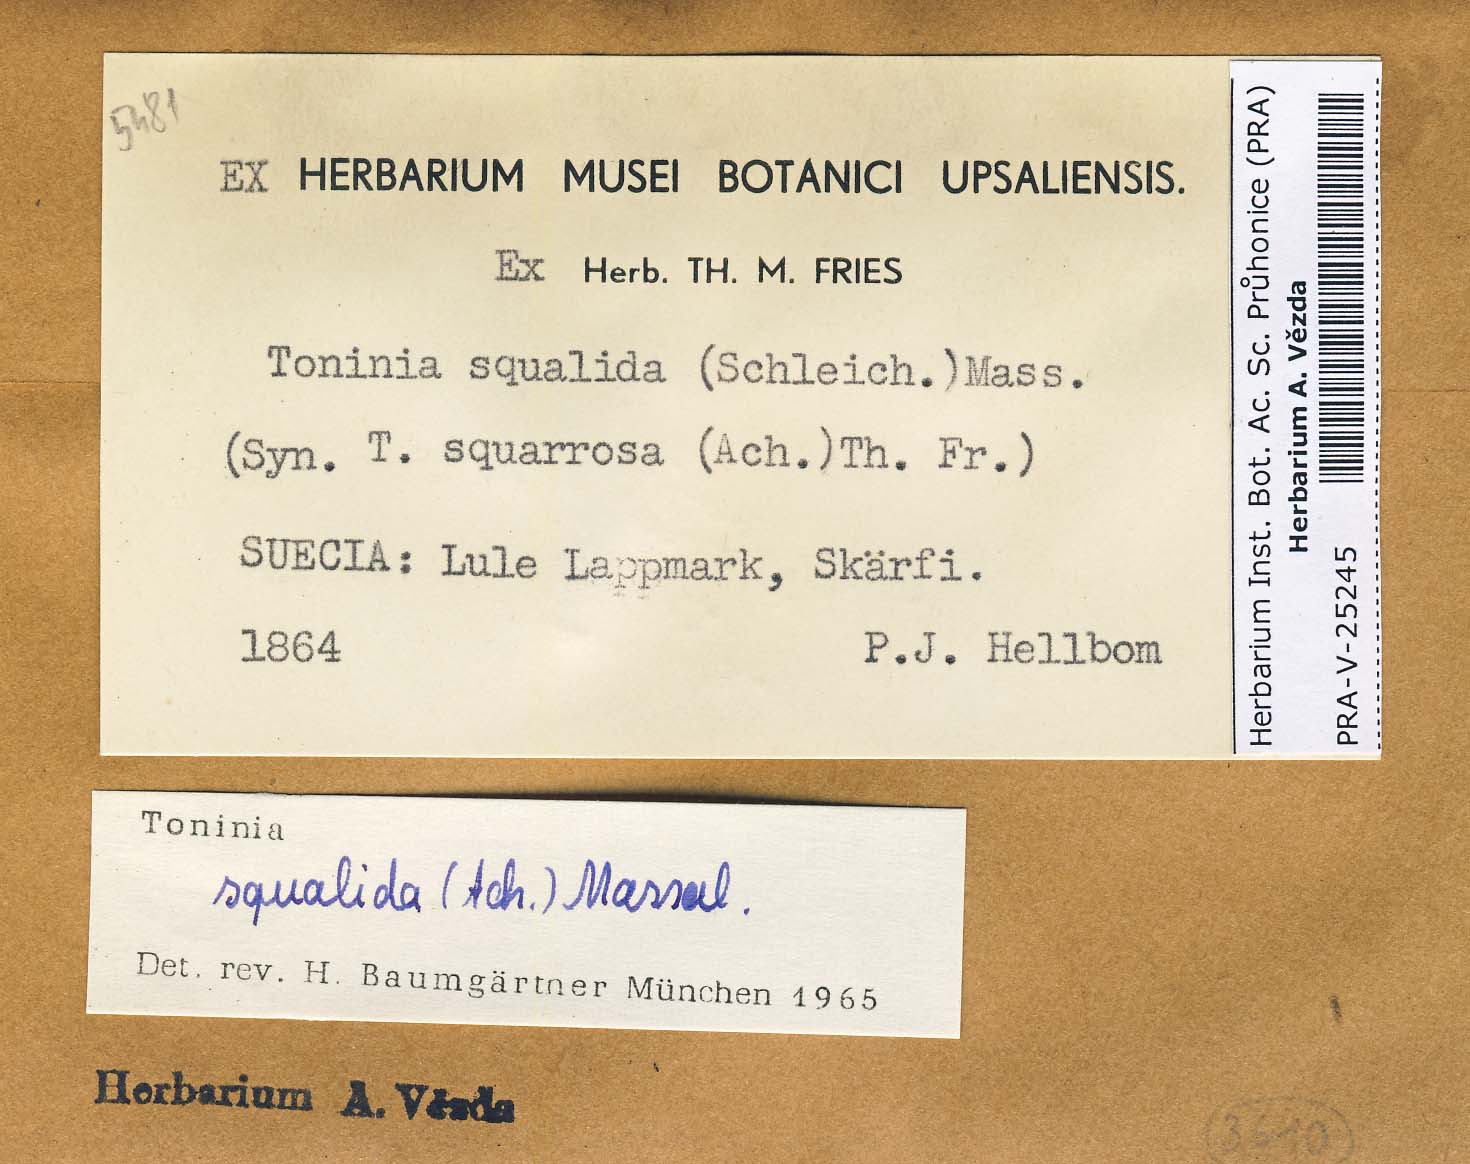 5481
EX HERBARIUM MUSEI BOTANICI UPSALIENSIS.
Ex Herb. TH. M. FRIES
Toninia squalida (Schleich.)Mass.
(Syn. T. squarrosa (Ach.)Th. Fr.)
SUECIA: Lule Lappmark, Skärfi.
1864 P.J. Hellbom
Herbarium Inst. Bot. Ac. Sc. Průhonice (PRA)
Herbarium A. Vězda
PRA-V-25245
Toninia
squalida (Ach.) Massal.
Det. rev. H. Baumgärtner München 1965
Herbarium A. Vězda